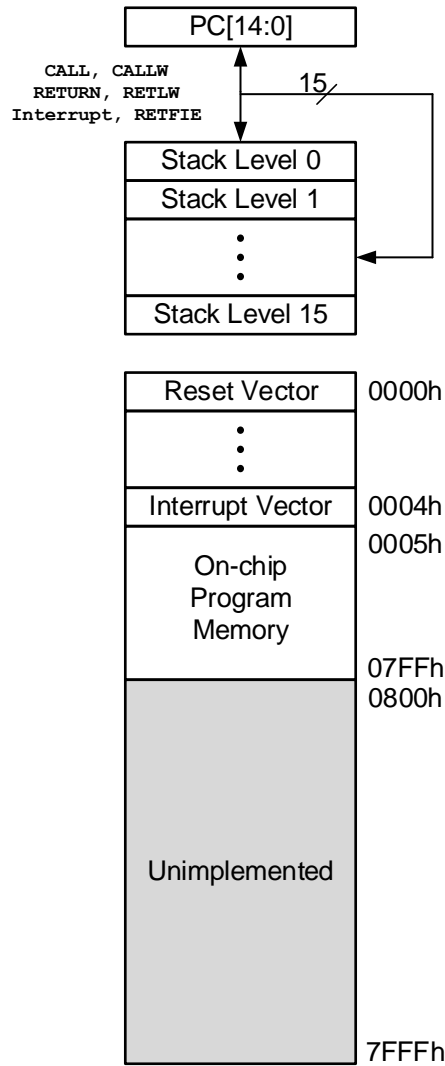 PC[14:0]
CALL, CALLW
RETURN, RETLW
Interrupt, RETFIE
15
Stack Level 0
Stack Level 1
Stack Level 15
Reset Vector
0000h
Interrupt Vector
0004h
0005h
On-chip
Program
Memory
07FFh
0800h
Unimplemented
7FFFh